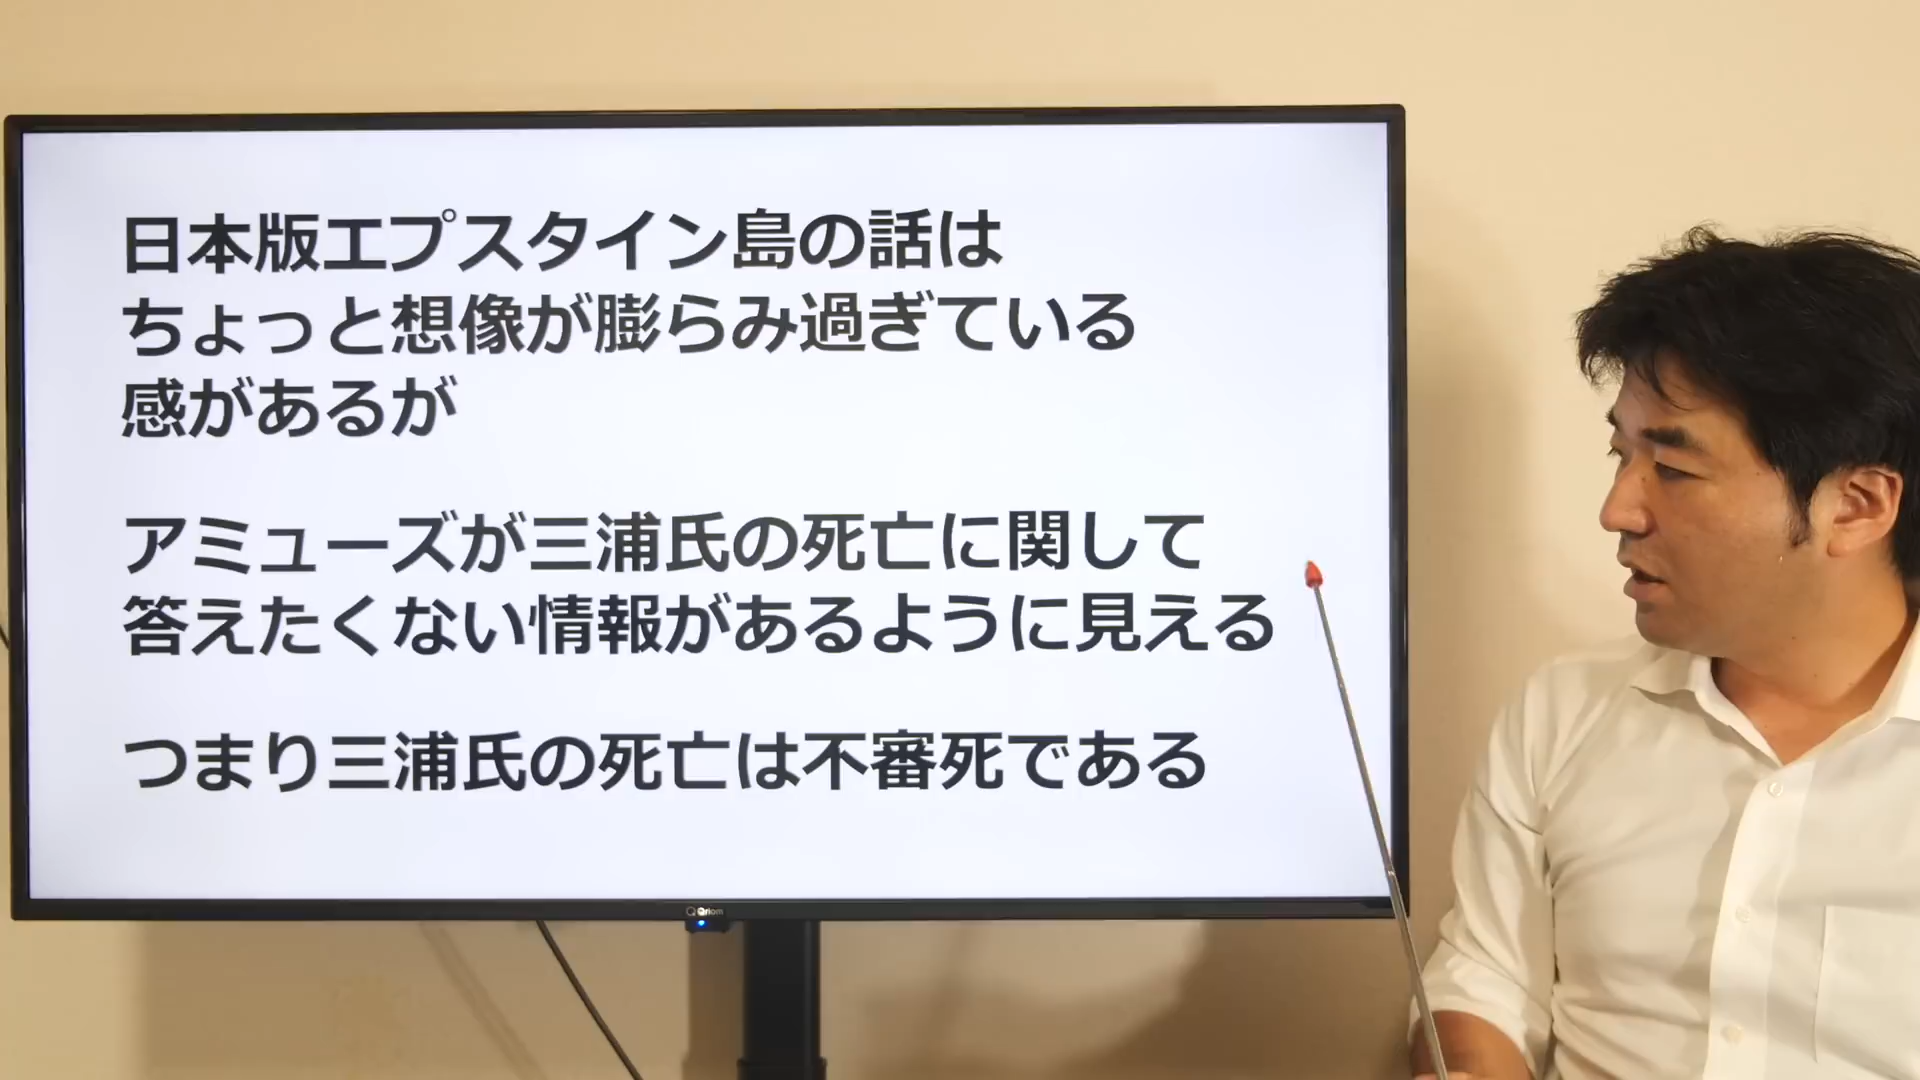 日本版エプスタイン島の話は
ちょっと想像が膨らみ過ぎている
感があるが
アミューズが三浦氏の死亡に関して
答えたくない情報があるように見える
つまり三浦氏の死亡は不審死である
Qriom